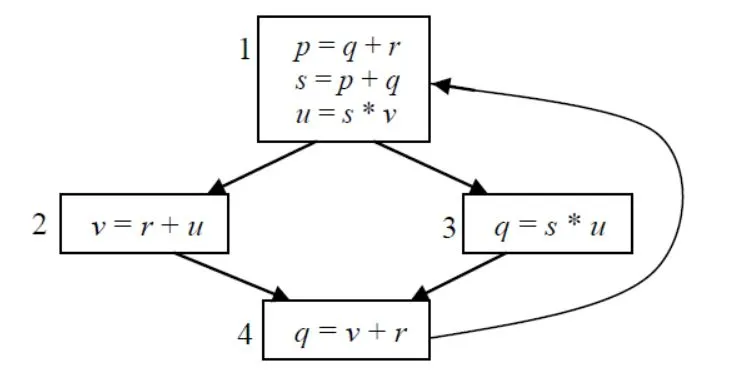 1
p = q + r
s = p + q
u = s * v
2
v = r + u
3
q = s * u
4
q = v + r